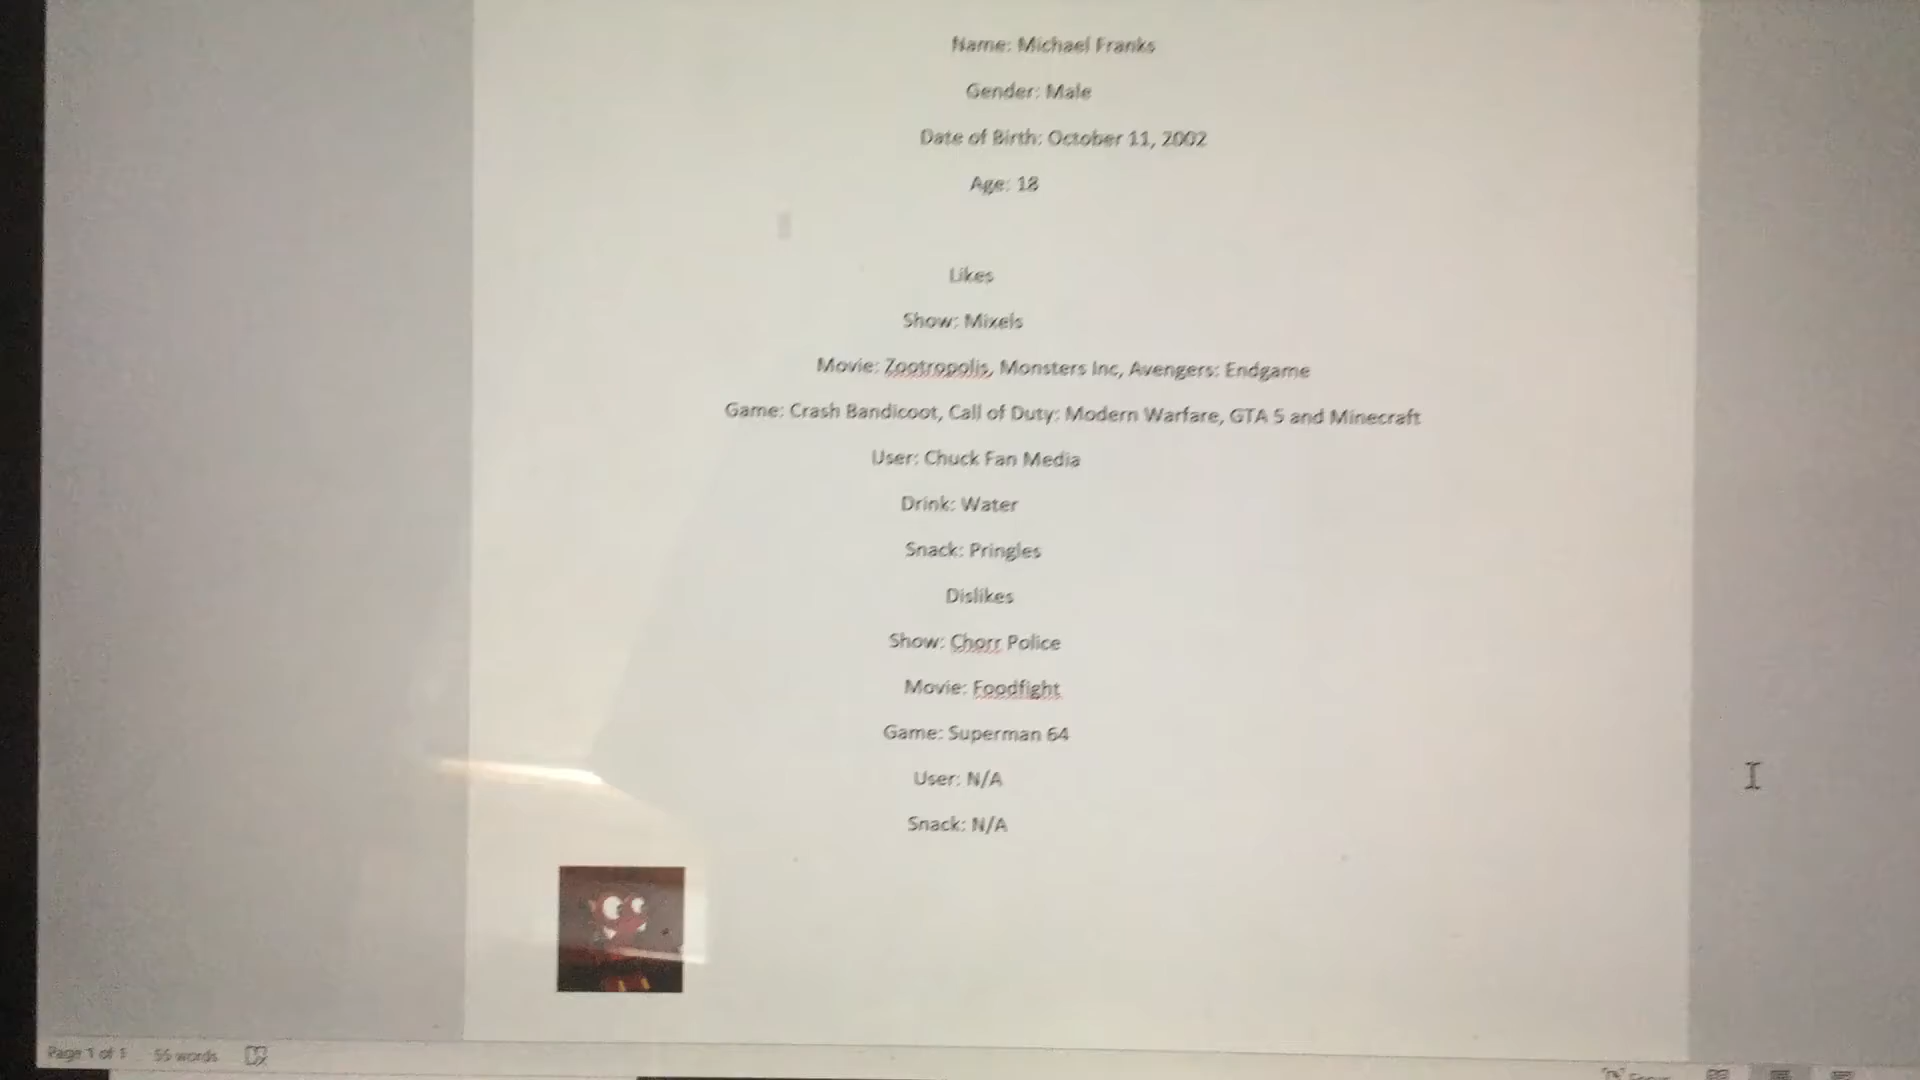 Name: Michael Franks
Gender: Male
Date of Birth: October 11, 2002
Age: 18
Likes
Show: Mixels
Movie: Zootropolis, Monsters Inc, Avengers: Endgame
Game: Crash Bandicoot, Call of Duty: Modern Warfare, GTA 5 and Minecraft
User: Chuck Fan Media
Drink: Water
Snack: Pringles
Dislikes
Show: Chorr Police
Movie: Foodfight
Game: Superman 64
User: N/A
Snack: N/A
Page 1 of 1 55 words